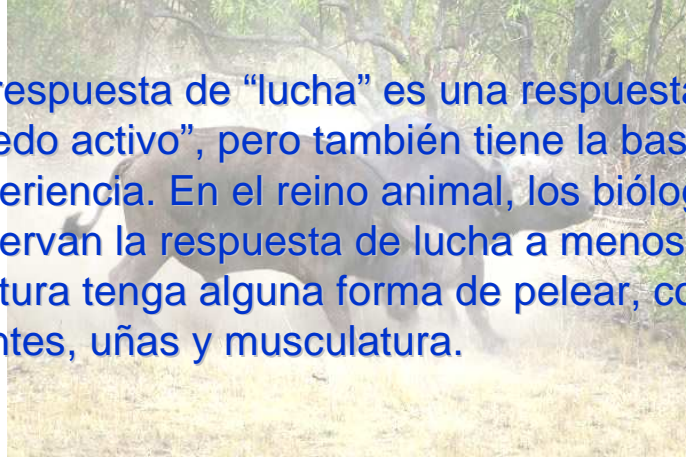 respuesta de “lucha” es una respuesta
edo activo”, pero también tiene la bas
eriencia. En el reino animal, los biólog
ervan la respuesta de lucha a menos
tura tenga alguna forma de pelear, co
ntes, uñas y musculatura.